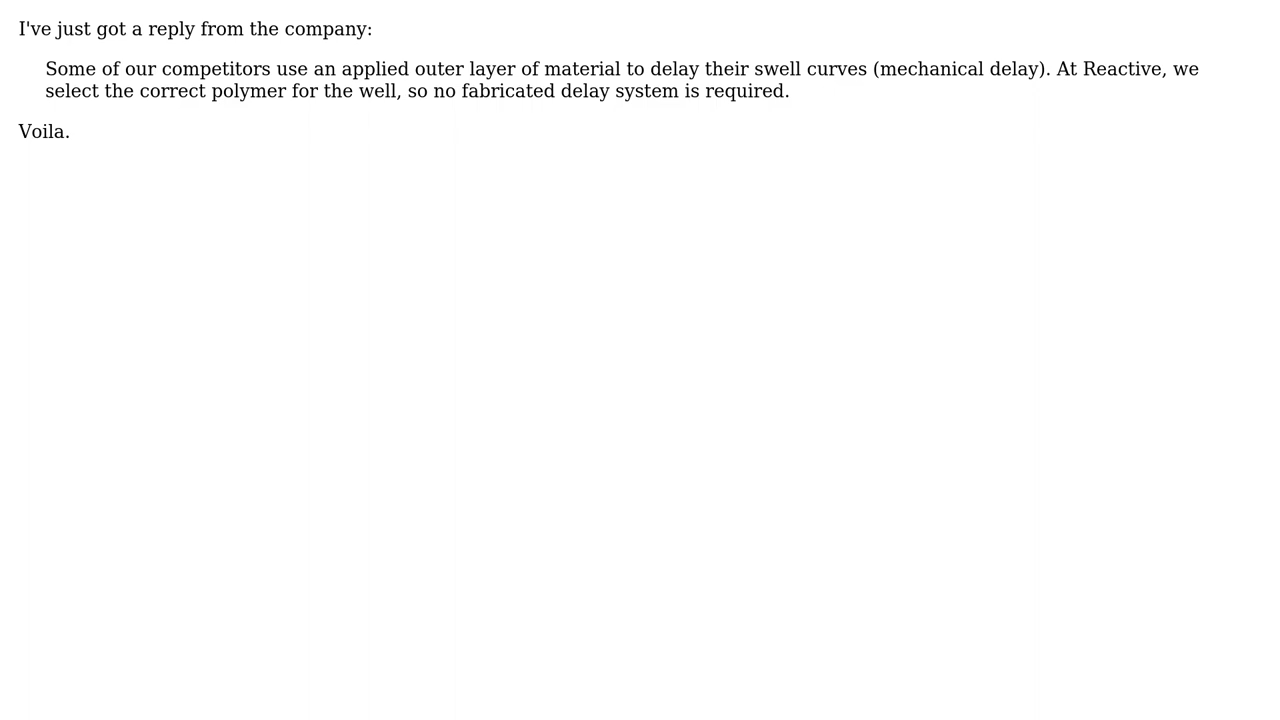 I've just got a reply from the company:
Some of our competitors use an applied outer layer of material to delay their swell curves (mechanical delay). At Reactive, we
select the correct polymer for the well, so no fabricated delay system is required.
Voila.